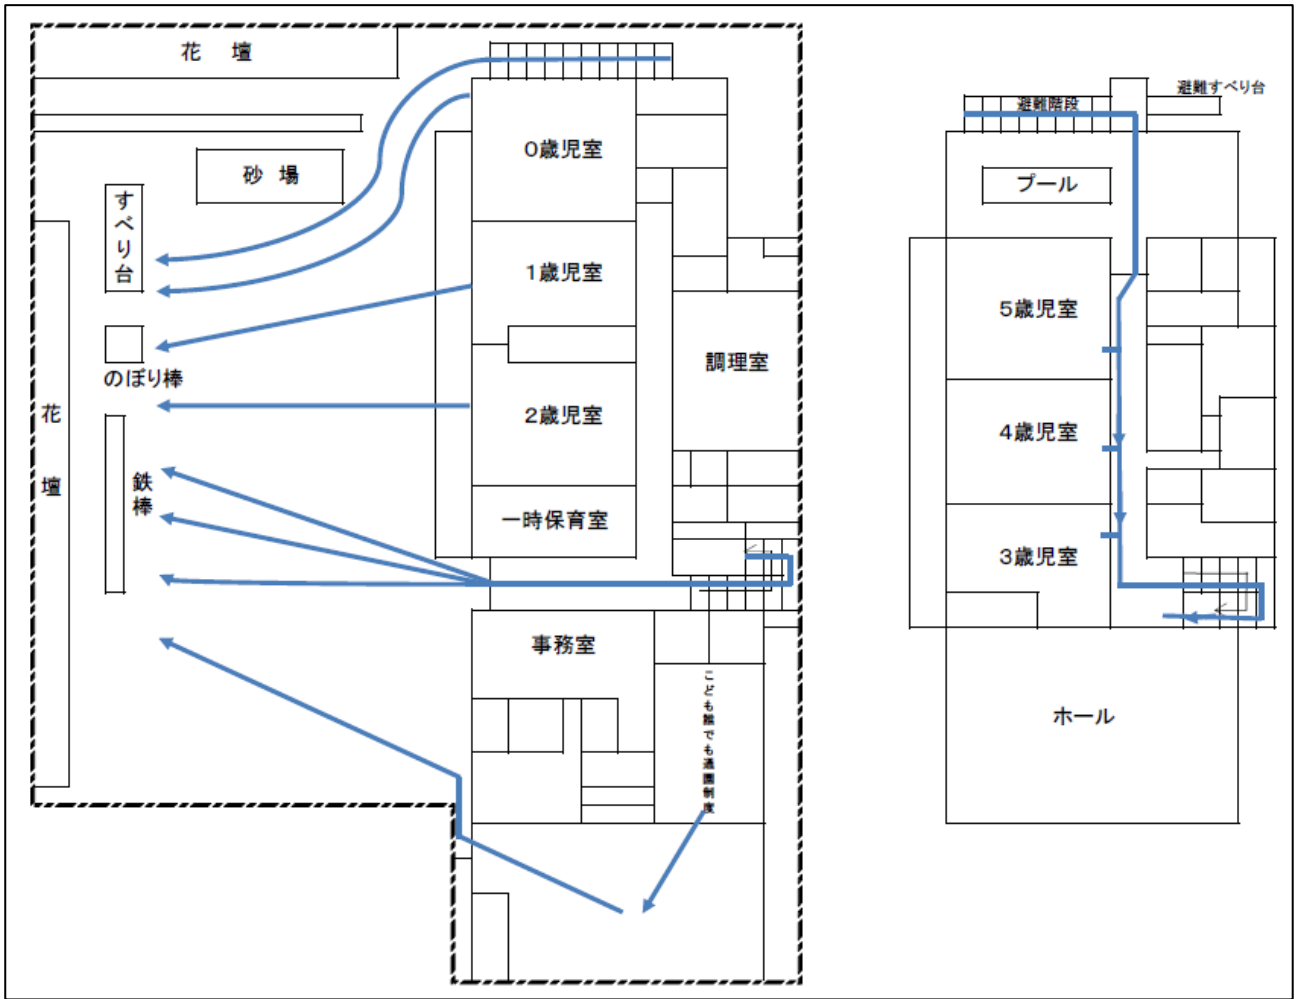 花 壇
砂 場
すべり台
のぼり棒
花 壇
鉄棒
0歳児室
1歳児室
2歳児室
一時保育室
調理室
事務室
こども誰でも通園制度
避難すべり台
避難階段
プール
5歳児室
4歳児室
3歳児室
ホール